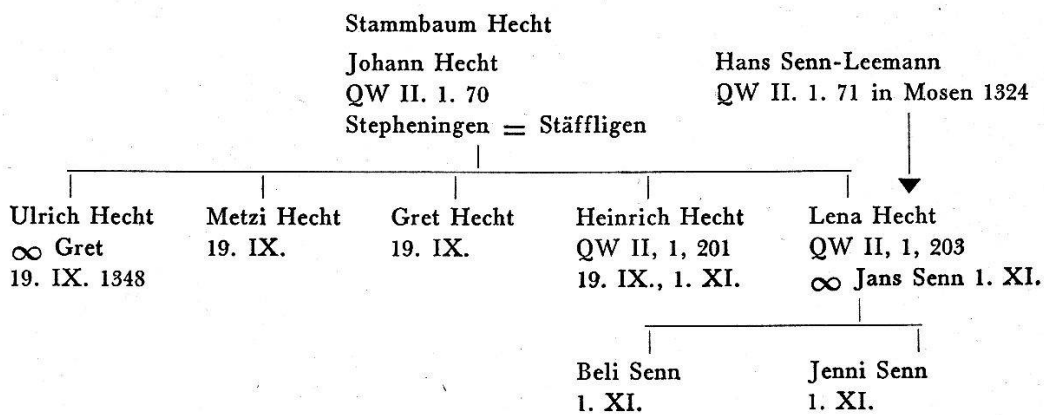 Stammbaum Hecht
Johann Hecht
QW II. 1. 70
Stepheningen = Stäffligen
Hans Senn-Leemann
QW II. 1. 71 in Mosen 1324
Ulrich Hecht
∞ Gret
19. IX. 1348
Metzi Hecht
19. IX.
Gret Hecht
19. IX.
Heinrich Hecht
QW II, 1, 201
19. IX., 1. XI.
Lena Hecht
QW II, 1, 203
∞ Jans Senn 1. XI.
Beli Senn
1. XI.
Jenni Senn
1. XI.